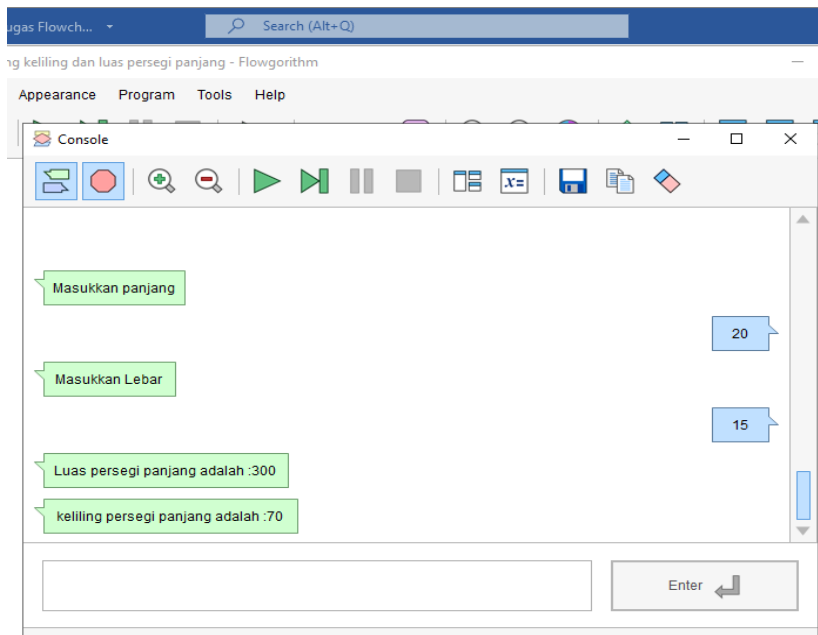 ugas Flowch...
Search (Alt+Q)
ng keliling dan luas persegi panjang - Flowgorithm
Appearance Program Tools Help
Console
x=
Masukkan panjang
20
Masukkan Lebar
15
Luas persegi panjang adalah :300
keliling persegi panjang adalah :70
Enter